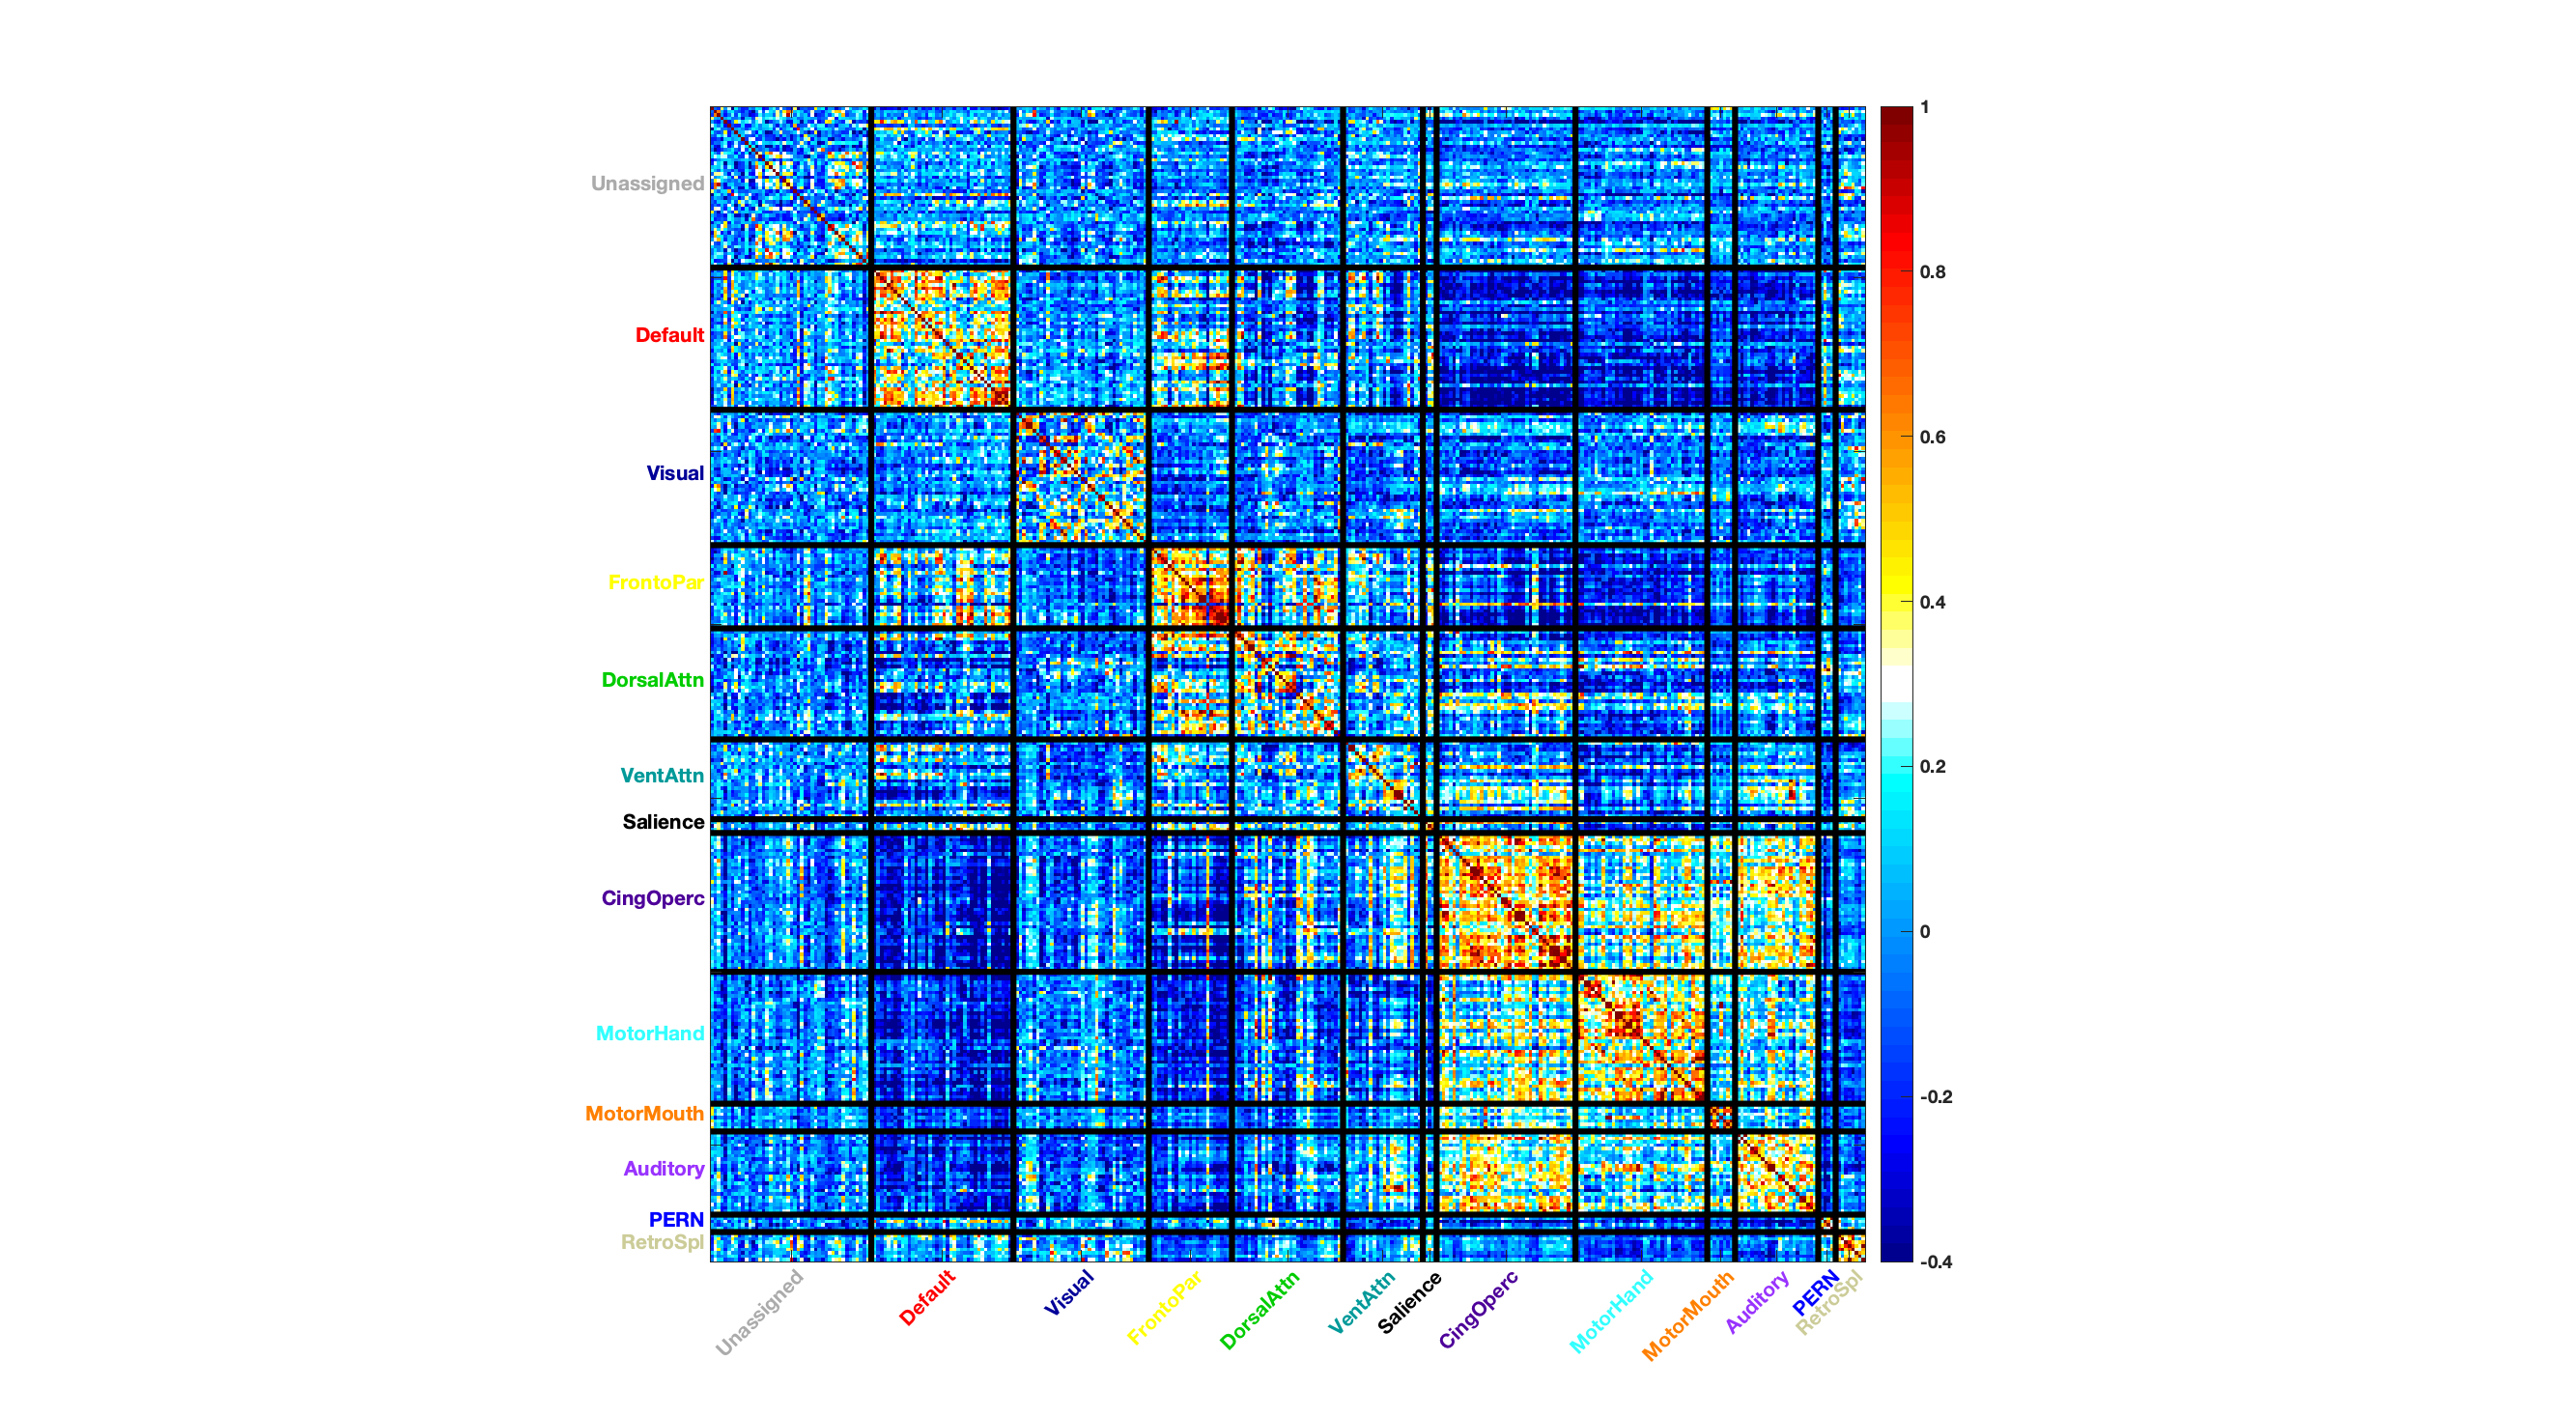 Unassigned
Default
Visual
FrontoPar
DorsalAttn
VentAttn
Salience
CingOperc
MotorHand
MotorMouth
Auditory
PERN
RetroSpl
Unassigned
Default
Visual
FrontoPar
DorsalAttn
VentAttn
Salience
CingOperc
MotorHand
MotorMouth
Auditory
PERN
RetroSpl
1
0.8
0.6
0.4
0.2
0
-0.2
-0.4